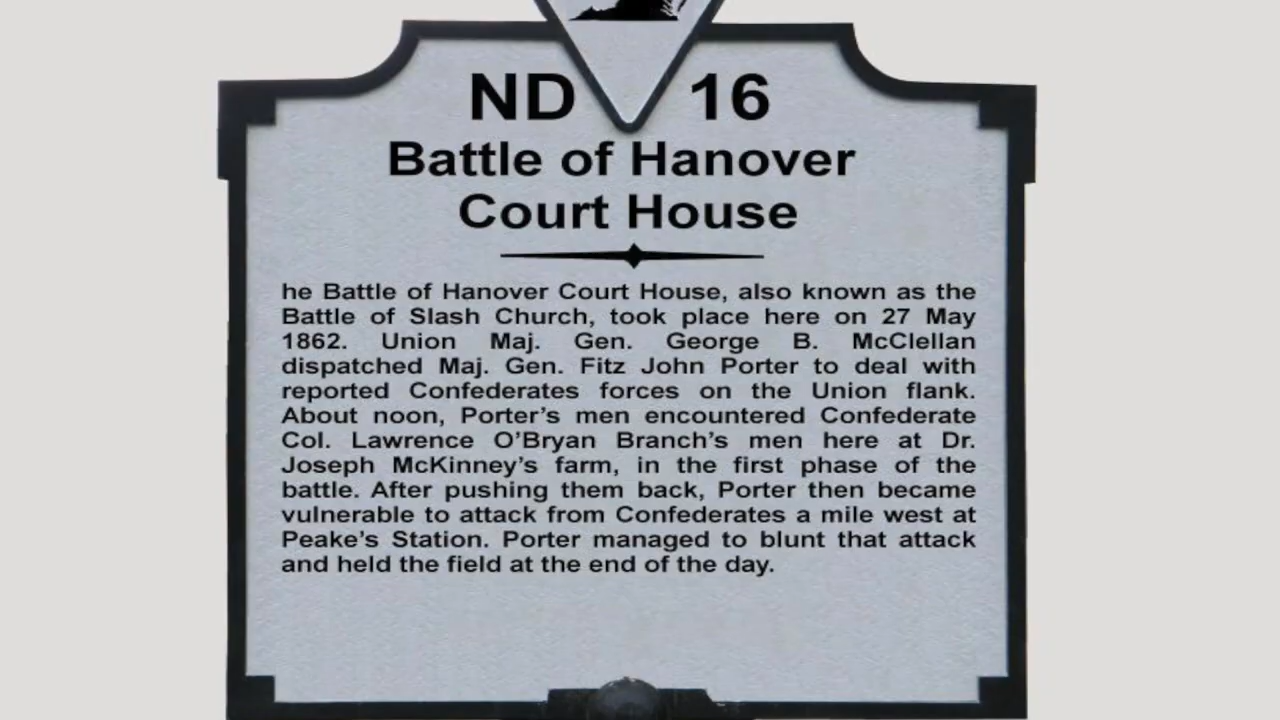 ND 16
Battle of Hanover
Court House
he Battle of Hanover Court House, also known as the
Battle of Slash Church, took place here on 27 May
1862. Union Maj. Gen. George B. McClellan
dispatched Maj. Gen. Fitz John Porter to deal with
reported Confederates forces on the Union flank.
About noon, Porter’s men encountered Confederate
Col. Lawrence O’Bryan Branch’s men here at Dr.
Joseph McKinney’s farm, in the first phase of the
battle. After pushing them back, Porter then became
vulnerable to attack from Confederates a mile west at
Peake’s Station. Porter managed to blunt that attack
and held the field at the end of the day.